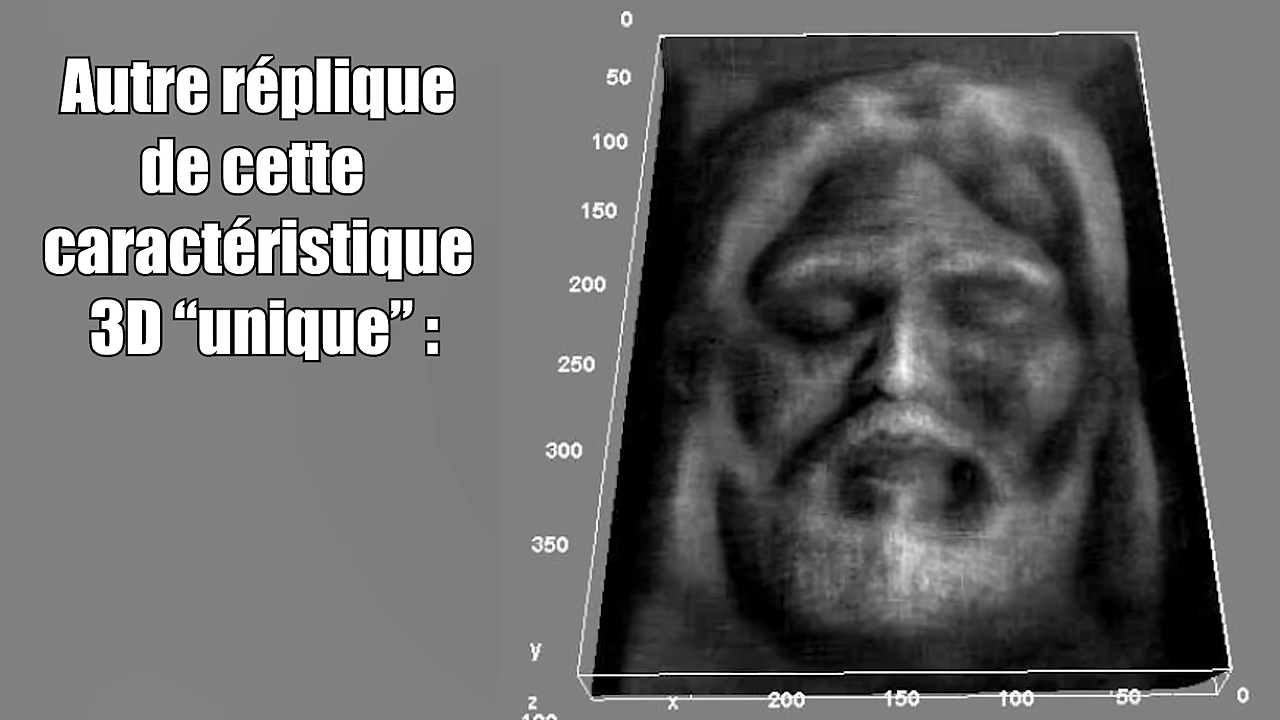 Autre réplique
de cette
caractéristique
3D “unique” :
0
50
100
150
200
250
300
350
y
z
x
200
150
100
50
0
100